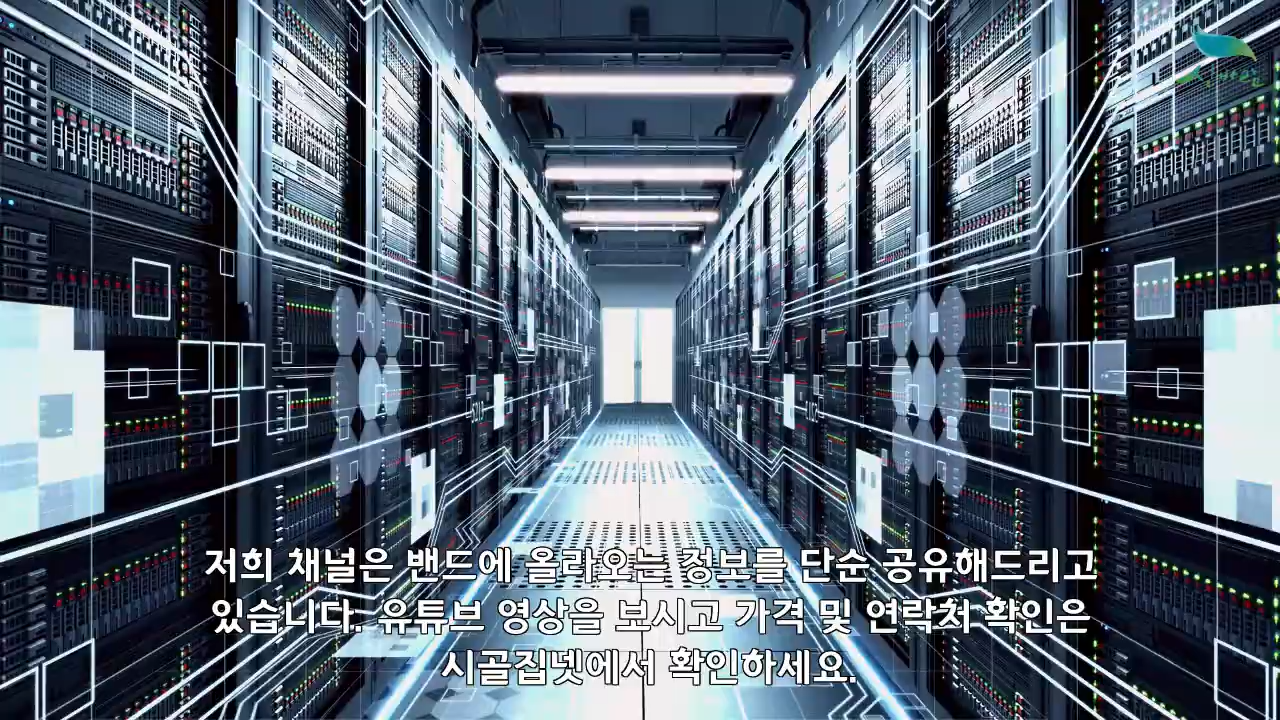 저희 채널은 밴드에 올라오는 정보를 단순 공유해드리고
있습니다. 유튜브 영상을 보시고 가격 및 연락처 확인은
시골집넷에서 확인하세요.